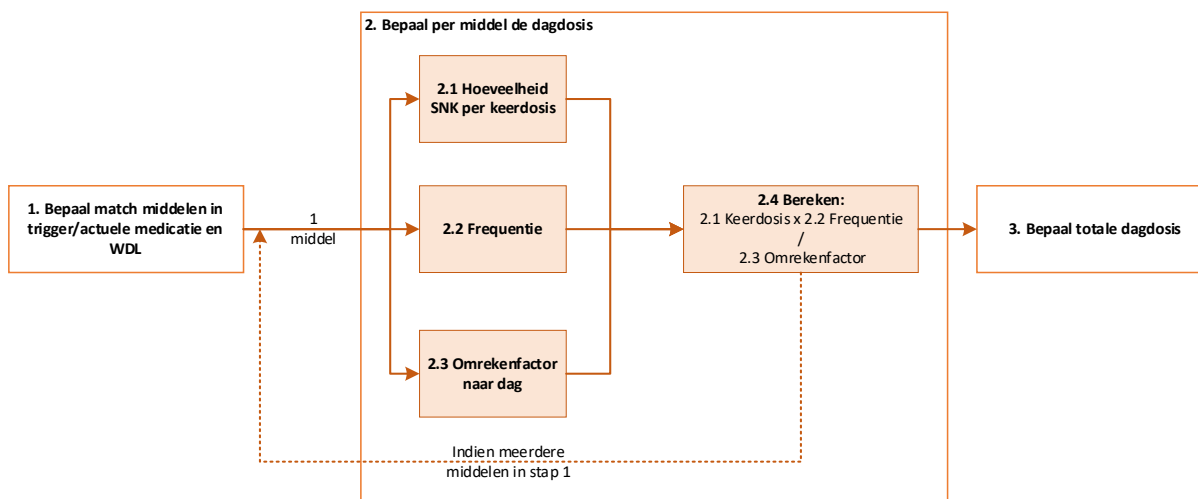 2. Bepaal per middel de dagdosis
2.1 Hoeveelheid
SNK per keerdosis
1. Bepaal match middelen in
trigger/actuele medicatie en
WDL
1
middel
2.2 Frequentie
2.4 Bereken:
2.1 Keerdosis x 2.2 Frequentie
/
2.3 Omrekenfactor
3. Bepaal totale dagdosis
2.3 Omrekenfactor
naar dag
Indien meerdere
middelen in stap 1